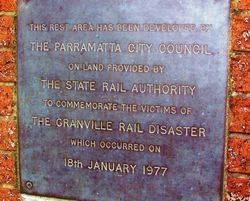 THIS REST AREA HAS BEEN DEVELOPED BY
THE PARRAMATTA CITY COUNCIL
ON LAND PROVIDED BY
THE STATE RAIL AUTHORITY
TO COMMEMORATE THE VICTIMS OF
THE GRANVILLE RAIL DISASTER
WHICH OCCURRED ON
18th JANUARY 1977